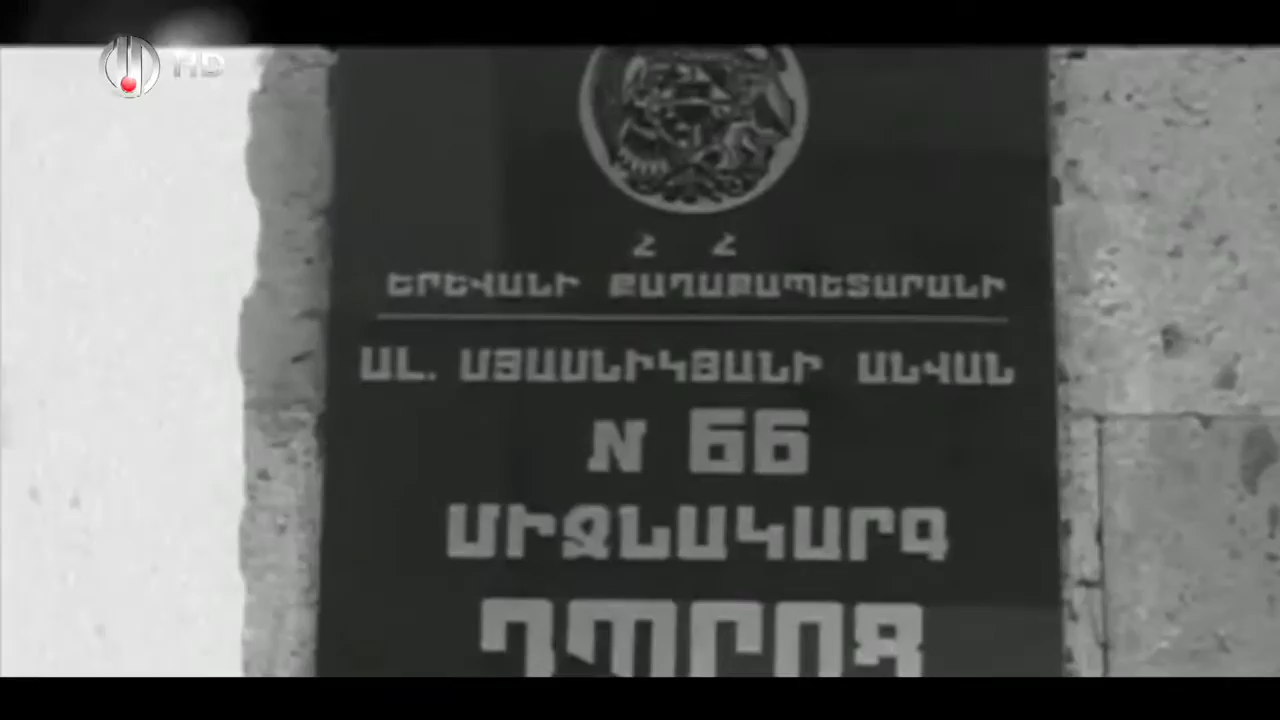 HD
Հ Հ
ԵՐԵՎԱՆԻ ՔԱՂԱՔԱՊԵՏԱՐԱՆԻ
ԱԼ. ՄՅԱՍՆԻԿՅԱՆԻ ԱՆՎԱՆ
N 66
ՄԻՋՆԱԿԱՐԳ
ԴՊՐՈՑ